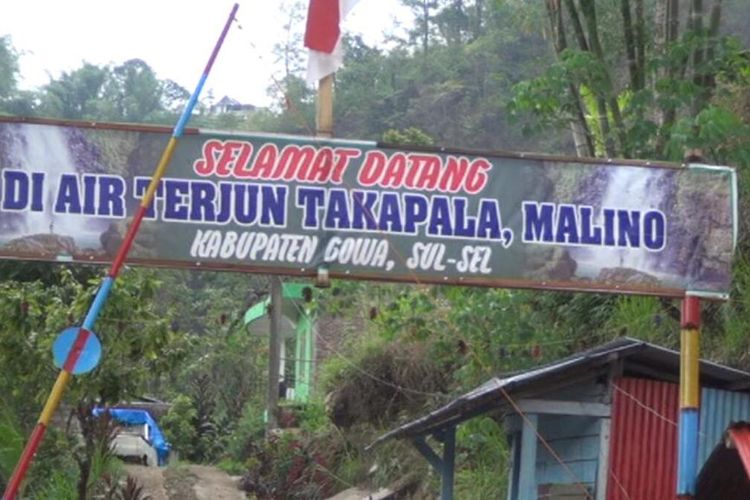 SELAMAT DATANG
DI AIR TERJUN TAKAPALA, MALINO
KABUPATEN GOWA, SUL-SEL